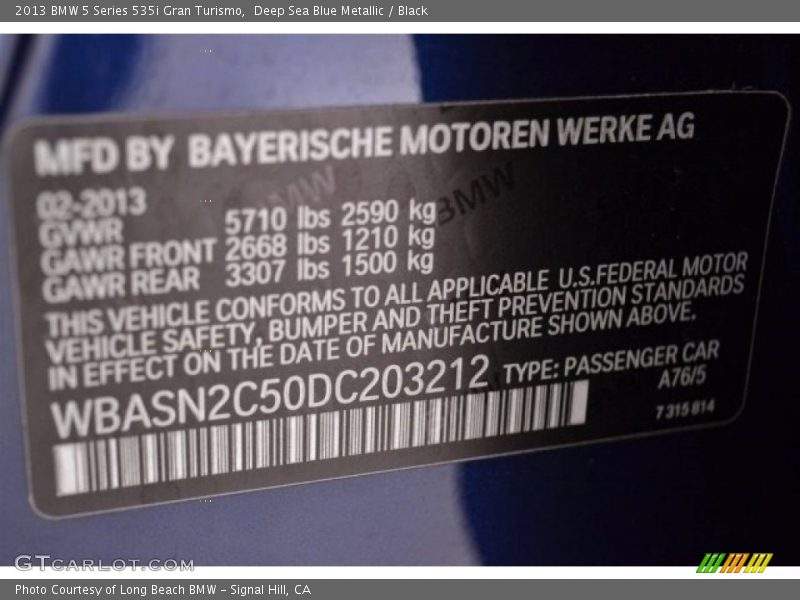 2013 BMW 5 Series 535i Gran Turismo,  Deep Sea Blue Metallic / Black
MFD BY BAYERISCHE MOTOREN WERKE AG
02-2013
GVWR 5710 lbs 2590 kg
GAWR FRONT 2668 lbs 1210 kg
GAWR REAR 3307 lbs 1500 kg
BMW BMW
THIS VEHICLE CONFORMS TO ALL APPLICABLE U.S.FEDERAL MOTOR
VEHICLE SAFETY, BUMPER AND THEFT PREVENTION STANDARDS
IN EFFECT ON THE DATE OF MANUFACTURE SHOWN ABOVE.
WBASN2C50DC203212 TYPE: PASSENGER CAR
A76/5
7 315 814
GTCARLOT.COM
Photo Courtesy of Long Beach BMW - Signal Hill, CA